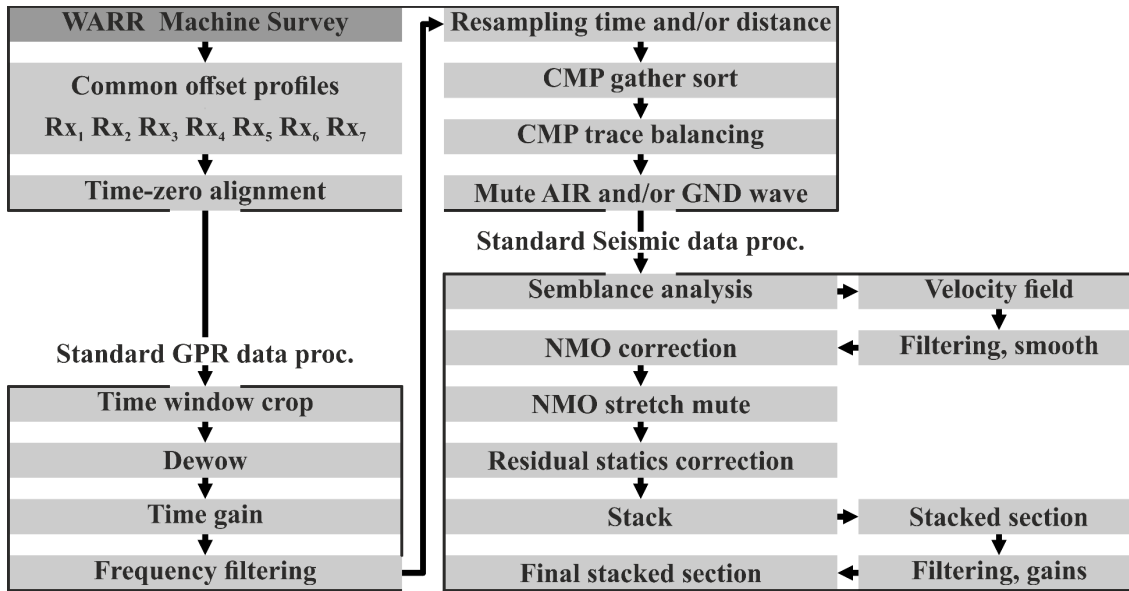 WARR Machine Survey
Common offset profiles
Rx₁ Rx₂ Rx₃ Rx₄ Rx₅ Rx₆ Rx₇
Time-zero alignment
Standard GPR data proc.
Time window crop
Dewow
Time gain
Frequency filtering
Resampling time and/or distance
CMP gather sort
CMP trace balancing
Mute AIR and/or GND wave
Standard Seismic data proc.
Semblance analysis
Velocity field
Filtering, smooth
NMO correction
NMO stretch mute
Residual statics correction
Stack
Stacked section
Filtering, gains
Final stacked section